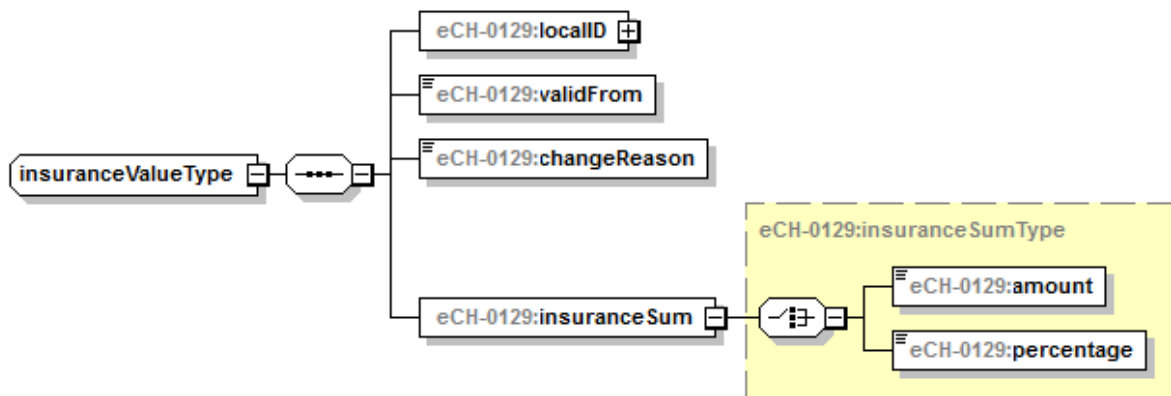 eCH-0129:localID
eCH-0129:validFrom
eCH-0129:changeReason
insuranceValueType
eCH-0129:insuranceSumType
eCH-0129:amount
eCH-0129:insuranceSum
eCH-0129:percentage